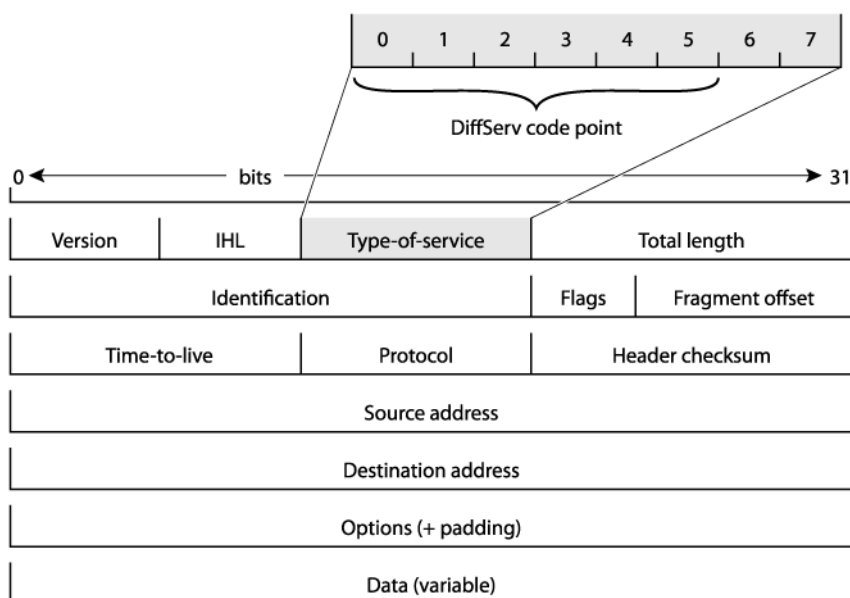 0 1 2 3 4 5 6 7
DiffServ code point
0 bits 31
Version IHL Type-of-service Total length
Identification Flags Fragment offset
Time-to-live Protocol Header checksum
Source address
Destination address
Options (+ padding)
Data (variable)